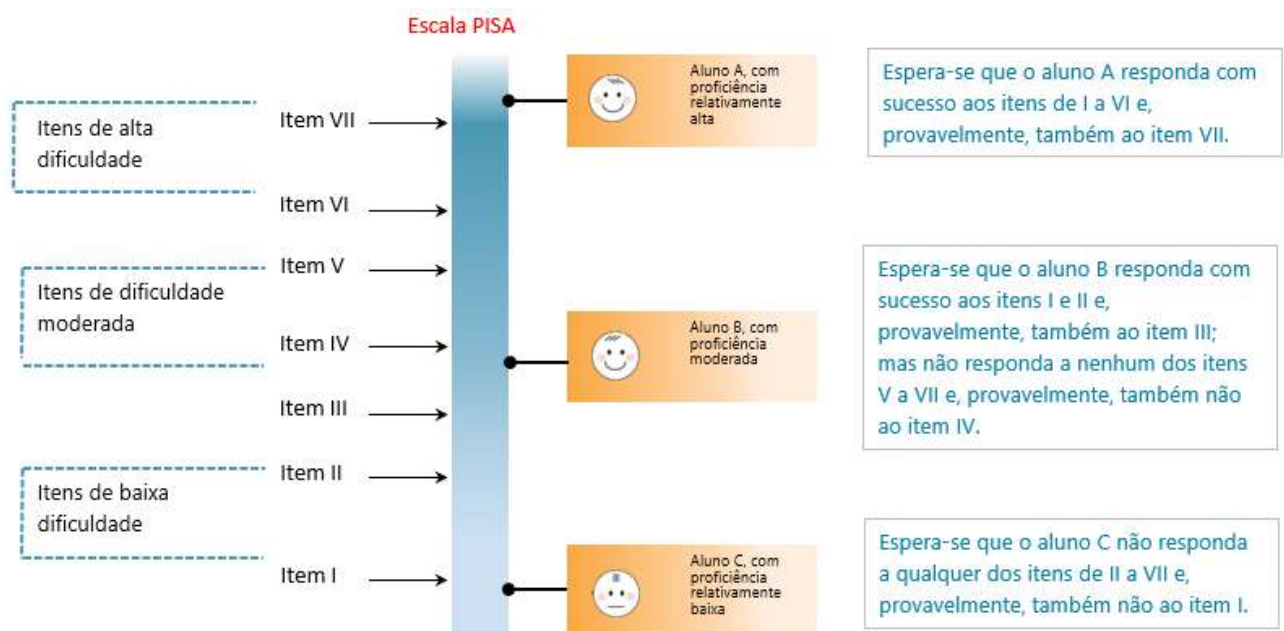 Escala PISA
Itens de alta
dificuldade
Itens de dificuldade
moderada
Itens de baixa
dificuldade
Item VII
Item VI
Item V
Item IV
Item III
Item II
Item I
Aluno A, com
proficiência
relativamente
alta
Aluno B, com
proficiência
moderada
Aluno C, com
proficiência
relativamente
baixa
Espera-se que o aluno A responda com
sucesso aos itens de I a VI e,
provavelmente, também ao item VII.
Espera-se que o aluno B responda com
sucesso aos itens I e II e,
provavelmente, também ao item III;
mas não responda a nenhum dos itens
V a VII e, provavelmente, também não
ao item IV.
Espera-se que o aluno C não responda
a qualquer dos itens de II a VII e,
provavelmente, também não ao item I.